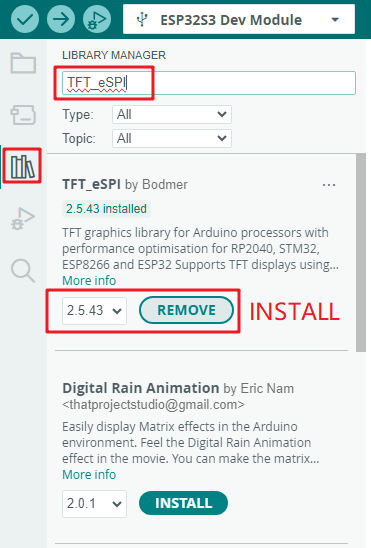 ESP32S3 Dev Module
LIBRARY MANAGER
TFT_eSPI
Type: All
Topic: All
TFT_eSPI by Bodmer
2.5.43 installed
TFT graphics library for Arduino processors with
performance optimisation for RP2040, STM32,
ESP8266 and ESP32 Supports TFT displays using...
More info
2.5.43 REMOVE INSTALL
Digital Rain Animation by Eric Nam
<thatprojectstudio@gmail.com>
Easily display Matrix effects in the Arduino
environment. Feel the Digital Rain Animation
effect in the movie. You can make the matrix...
More info
2.0.1 INSTALL